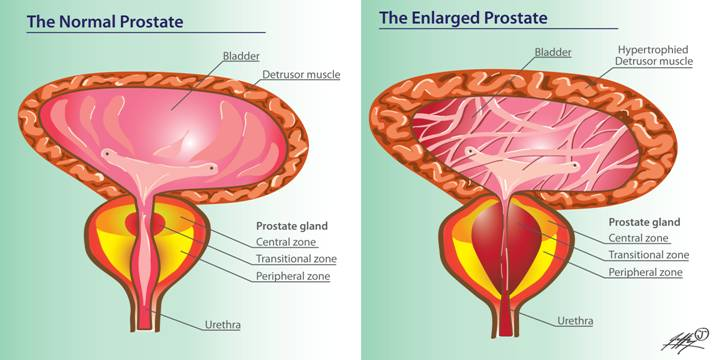 The Normal Prostate
Bladder
Detrusor muscle
Prostate gland
Central zone
Transitional zone
Peripheral zone
Urethra
The Enlarged Prostate
Bladder
Hypertrophied
Detrusor muscle
Prostate gland
Central zone
Transitional zone
Peripheral zone
Urethra